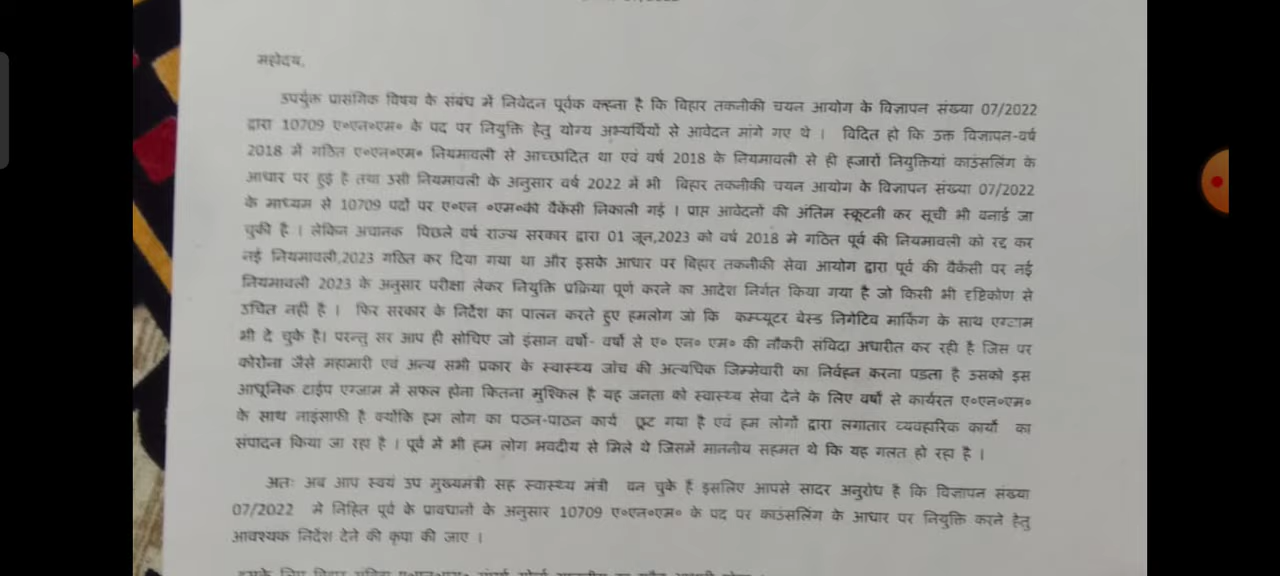 महोदय,
उपर्युक्त प्रासंगिक विषय के संबंध में निवेदन पूर्वक कहना है कि बिहार तकनीकी चयन आयोग के विज्ञापन संख्या 07/2022
द्वारा 10709 ए०एन०एम० के पद पर नियुक्ति हेतु योग्य अभ्यर्थियों से आवेदन मांगे गए थे । विदित हो कि उक्त विज्ञापन-वर्ष
2018 में गठित ए०एन०एम० नियमावली से आच्छादित था एवं वर्ष 2018 के नियमावली से ही हजारों नियुक्तियां काउंसलिंग के
आधार पर हुई है तथा उसी नियमावली के अनुसार वर्ष 2022 में भी बिहार तकनीकी चयन आयोग के विज्ञापन संख्या 07/2022
के माध्यम से 10709 पदों पर ए०एन ०एम०की वैकेंसी निकाली गई । प्राप्त आवेदनों की अंतिम स्क्रूटनी कर सूची भी बनाई जा
चुकी है । लेकिन अचानक पिछले वर्ष राज्य सरकार द्वारा 01 जून,2023 को वर्ष 2018 मे गठित पूर्व की नियमावली को रद्द कर
नई नियमावली,2023 गठित कर दिया गया था और इसके आधार पर बिहार तकनीकी सेवा आयोग द्वारा पूर्व की वैकेंसी पर नई
नियमावली 2023 के अनुसार परीक्षा लेकर नियुक्ति प्रक्रिया पूर्ण करने का आदेश निर्गत किया गया है जो किसी भी दृष्टिकोण से
उचित नहीं है । फिर सरकार के निर्देश का पालन करते हुए हमलोग जो कि कम्प्यूटर बेस्ड निगेटिव मार्किंग के साथ एग्जाम
भी दे चुके है। परन्तु सर आप ही सोचिए जो इंसान वर्षो- वर्षो से ए० एन० एम० की नौकरी संविदा अधारीत कर रही है जिस पर
कोरोना जैसे महामारी एवं अन्य सभी प्रकार के स्वास्थ्य जाँच की अत्यधिक जिम्मेवारी का निर्वहन करना पडता है उसको इस
आधूनिक टाईप एग्जाम में सफल होना कितना मुश्किल है यह जनता को स्वास्थ्य सेवा देने के लिए वर्षो से कार्यरत ए०एन०एम०
के साथ नाइंसाफी है क्योंकि हम लोग का पठन-पाठन कार्य छूट गया है एवं हम लोगों द्वारा लगातार व्यवहारिक कार्यो का
संपादन किया जा रहा है । पूर्व में भी हम लोग भवदीय से मिले थे जिसमें माननीय सहमत थे कि यह गलत हो रहा है ।
अतः अब आप स्वयं उप मुख्यमंत्री सह स्वास्थ्य मंत्री बन चुके हैं इसलिए आपसे सादर अनुरोध है कि विज्ञापन संख्या
07/2022 मे निहित पूर्व के प्रावधानों के अनुसार 10709 ए०एन०एम० के पद पर काउंसलिंग के आधार पर नियुक्ति करने हेतु
आवश्यक निर्देश देने की कृपा की जाए ।